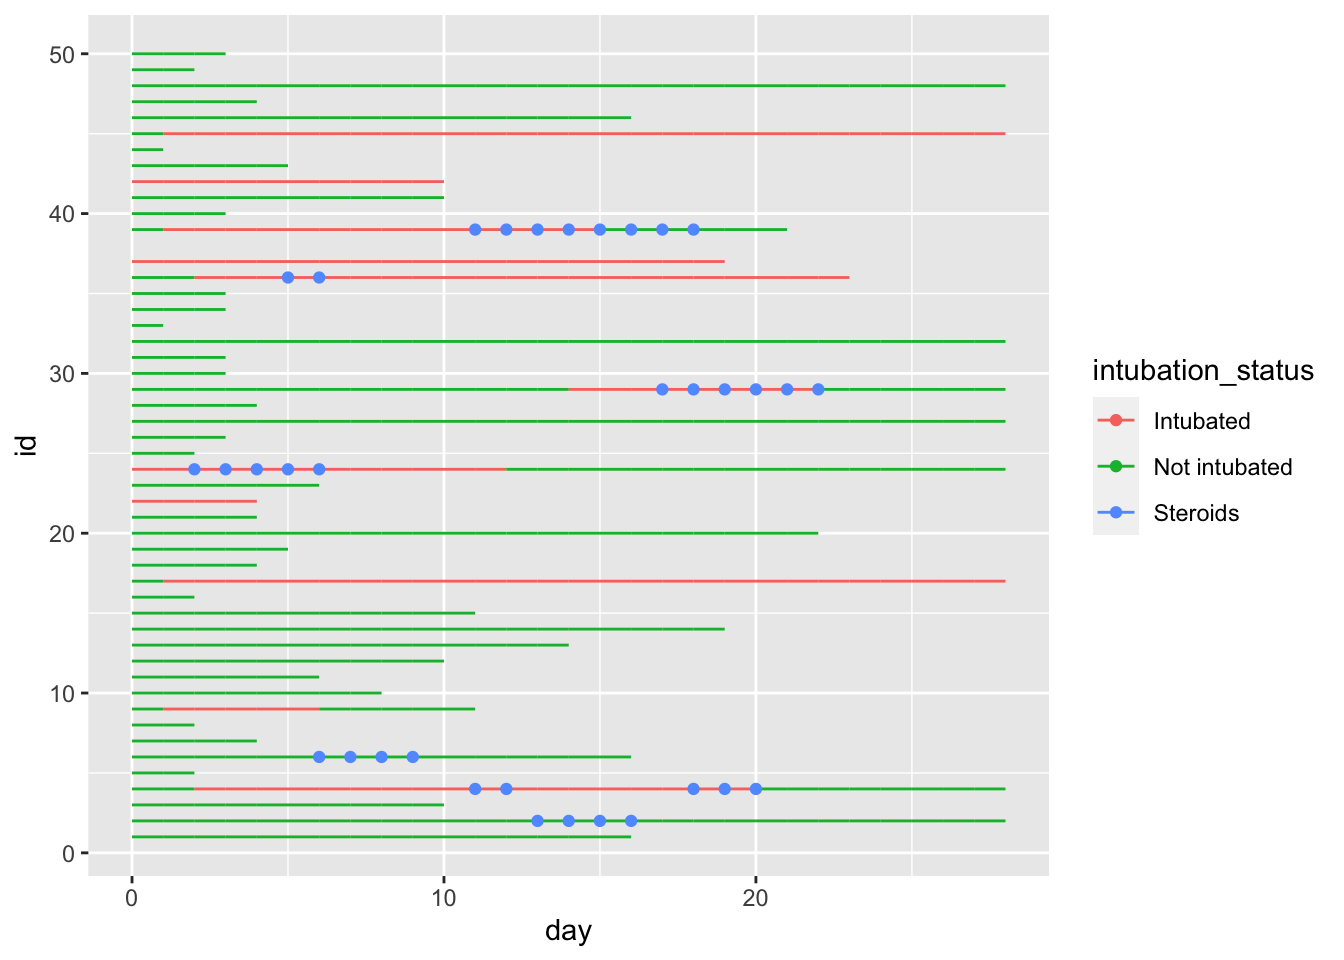 50
40
30
20
10
0
id
0 10 20
day
intubation_status
Intubated
Not intubated
Steroids